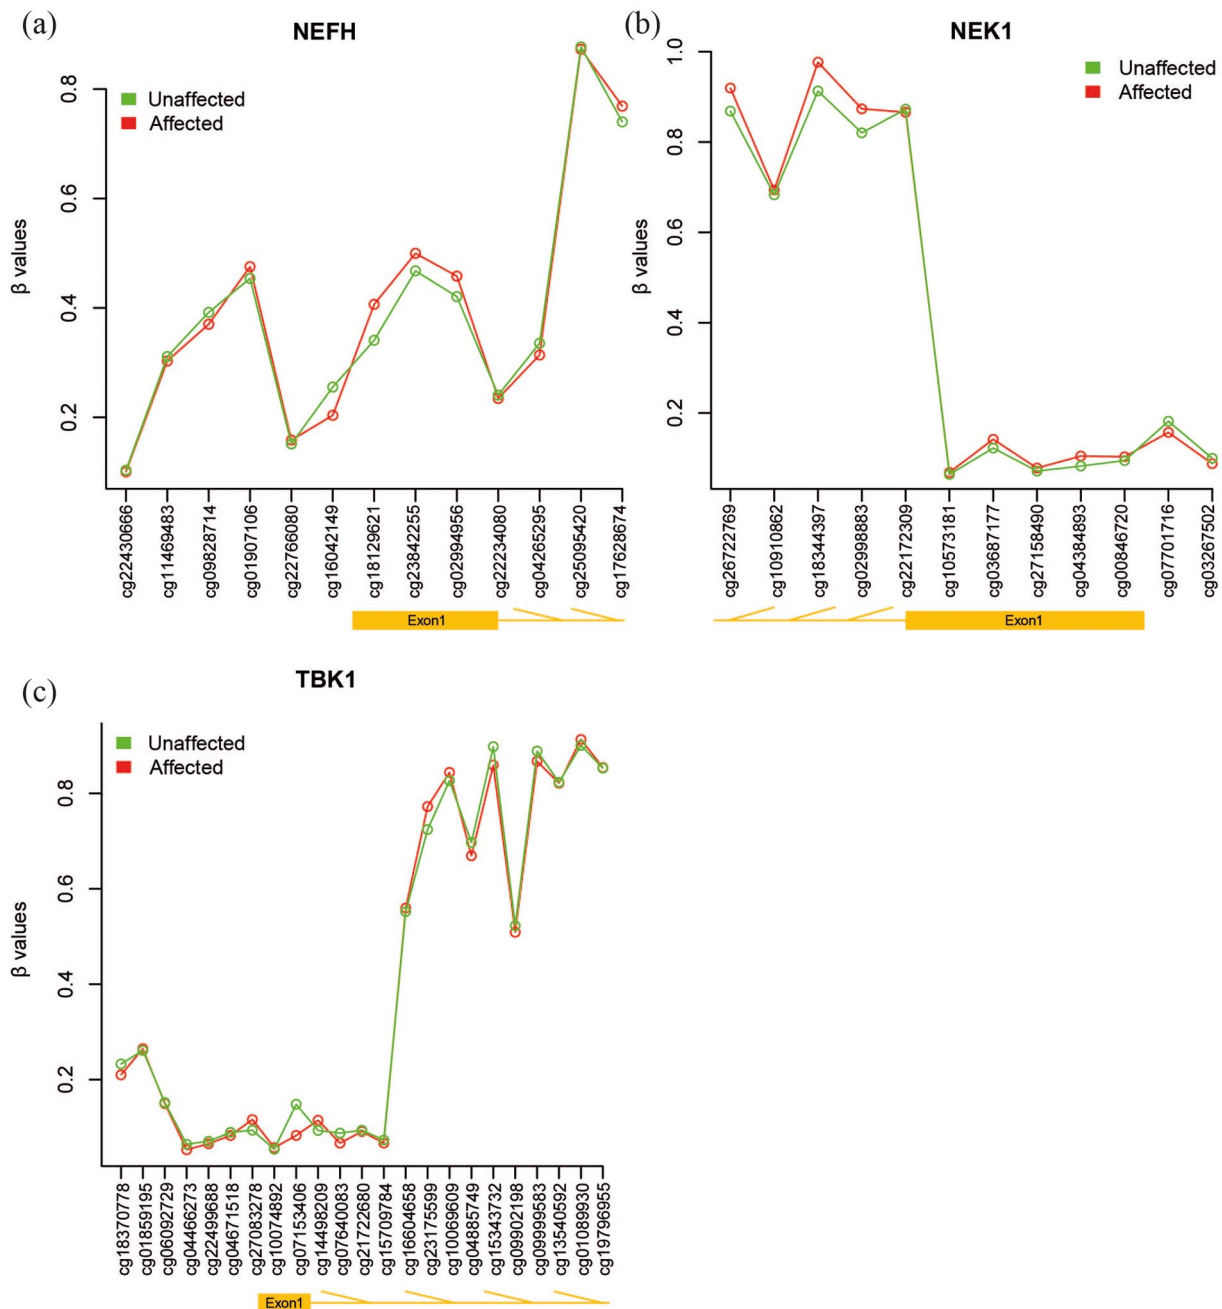 (a)
NEFH
Unaffected
Affected
β values
0.2
0.4
0.6
0.8
cg22430666
cg11469483
cg09828714
cg01907106
cg22766080
cg16042149
cg18129621
cg23842255
cg02994956
cg22234080
cg04265295
cg25095420
cg17628674
Exon1
(b)
NEK1
Unaffected
Affected
β values
0.2
0.4
0.6
0.8
1.0
cg26722769
cg10910862
cg18344397
cg02998883
cg22172309
cg10573181
cg03687177
cg27158490
cg04384893
cg00846720
cg07701716
cg03267502
Exon1
(c)
TBK1
Unaffected
Affected
β values
0.2
0.4
0.6
0.8
cg18370778
cg01859195
cg06092729
cg04466273
cg22499688
cg04671518
cg27083278
cg10074892
cg07153406
cg14498209
cg07640083
cg21722680
cg15709784
cg16604658
cg23175599
cg10069609
cg04885749
cg15343732
cg09902198
cg09999583
cg13540592
cg01089930
cg19796955
Exon1